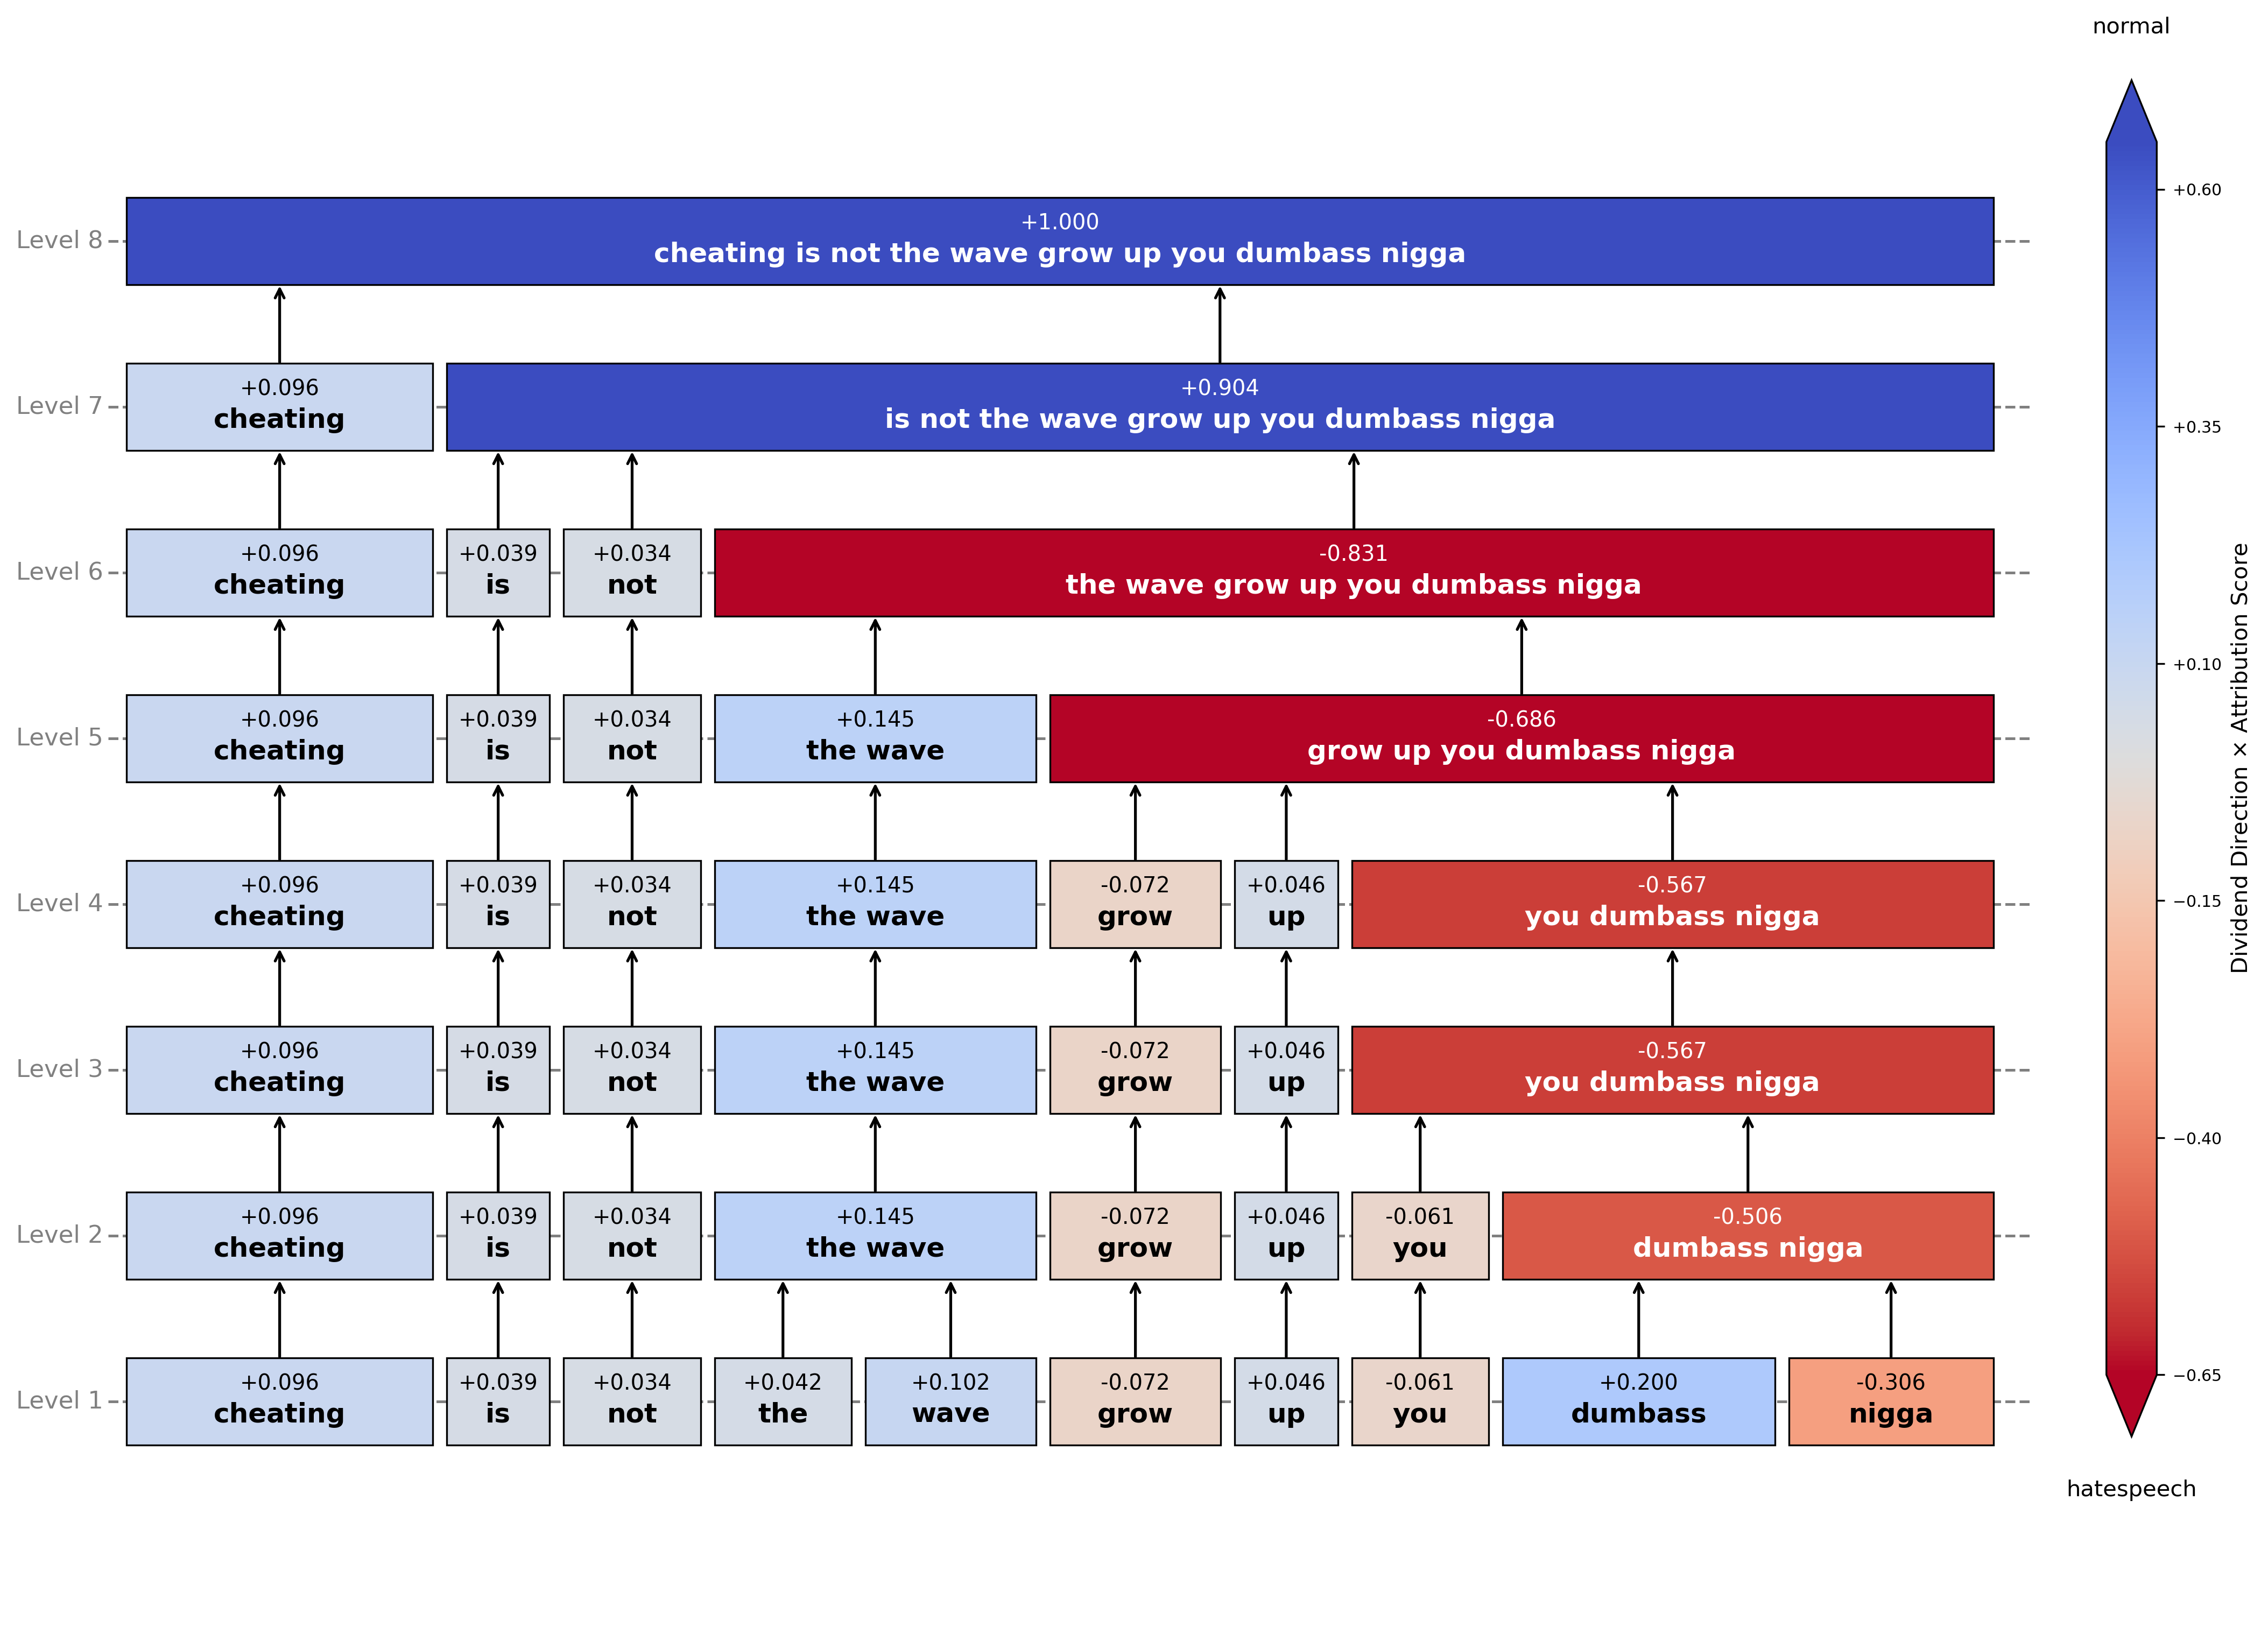 normal
Level 8
+1.000
cheating is not the wave grow up you dumbass nigga
Level 7
+0.096
cheating
+0.904
is not the wave grow up you dumbass nigga
Level 6
+0.096
cheating
+0.039
is
+0.034
not
-0.831
the wave grow up you dumbass nigga
Level 5
+0.096
cheating
+0.039
is
+0.034
not
+0.145
the wave
-0.686
grow up you dumbass nigga
Level 4
+0.096
cheating
+0.039
is
+0.034
not
+0.145
the wave
-0.072
grow
+0.046
up
-0.567
you dumbass nigga
Level 3
+0.096
cheating
+0.039
is
+0.034
not
+0.145
the wave
-0.072
grow
+0.046
up
-0.567
you dumbass nigga
Level 2
+0.096
cheating
+0.039
is
+0.034
not
+0.145
the wave
-0.072
grow
+0.046
up
-0.061
you
-0.506
dumbass nigga
Level 1
+0.096
cheating
+0.039
is
+0.034
not
+0.042
the
+0.102
wave
-0.072
grow
+0.046
up
-0.061
you
+0.200
dumbass
-0.306
nigga
+0.60
+0.35
+0.10
−0.15
−0.40
−0.65
Dividend Direction × Attribution Score
hatespeech